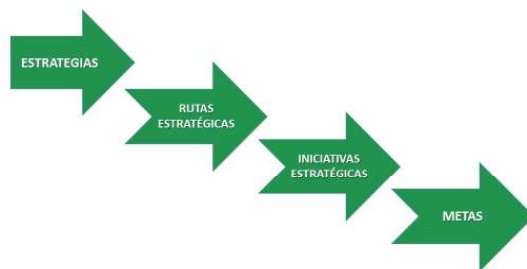 ESTRATEGIAS
RUTAS
ESTRATÉGICAS
INICIATIVAS
ESTRATÉGICAS
METAS